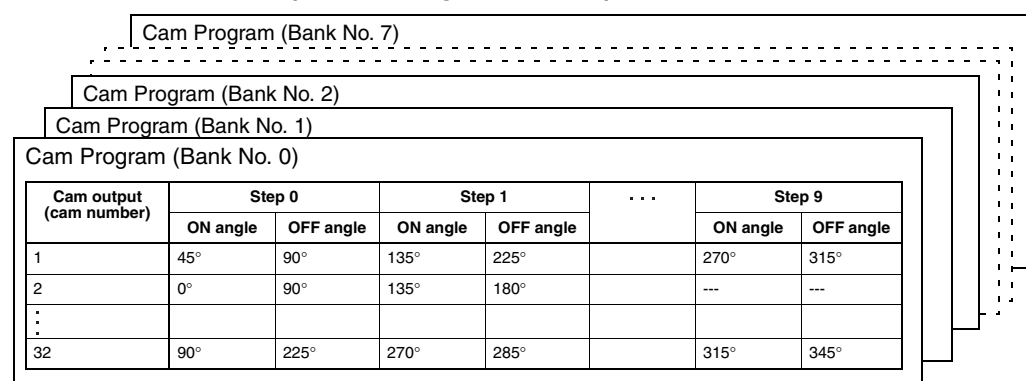 Cam Program (Bank No. 7)
Cam Program (Bank No. 2)
Cam Program (Bank No. 1)
Cam Program (Bank No. 0)
Cam output (cam number) Step 0 Step 1 . . . Step 9
ON angle OFF angle ON angle OFF angle ON angle OFF angle
1 45° 90° 135° 225° 270° 315°
2 0° 90° 135° 180° --- ---
:
32 90° 225° 270° 285° 315° 345°